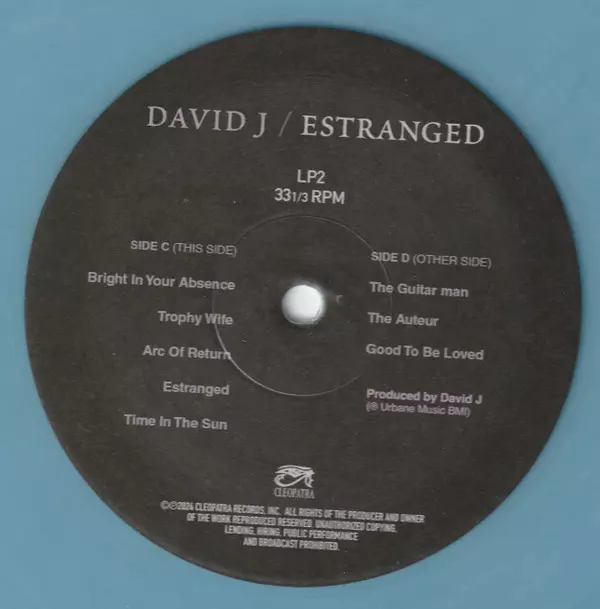 DAVID J / ESTRANGED
LP2
33 1/3 RPM
SIDE C (THIS SIDE)
Bright In Your Absence
Trophy Wife
Arc Of Return
Estranged
Time In The Sun
SIDE D (OTHER SIDE)
The Guitar man
The Auteur
Good To Be Loved
Produced by David J
(℗ Urbane Music BMI)
CLEOPATRA
©℗2024 CLEOPATRA RECORDS, INC. ALL RIGHTS OF THE PRODUCER AND OWNER
OF THE WORK REPRODUCED RESERVED. UNAUTHORIZED COPYING,
LENDING, HIRING, PUBLIC PERFORMANCE
AND BROADCAST PROHIBITED.